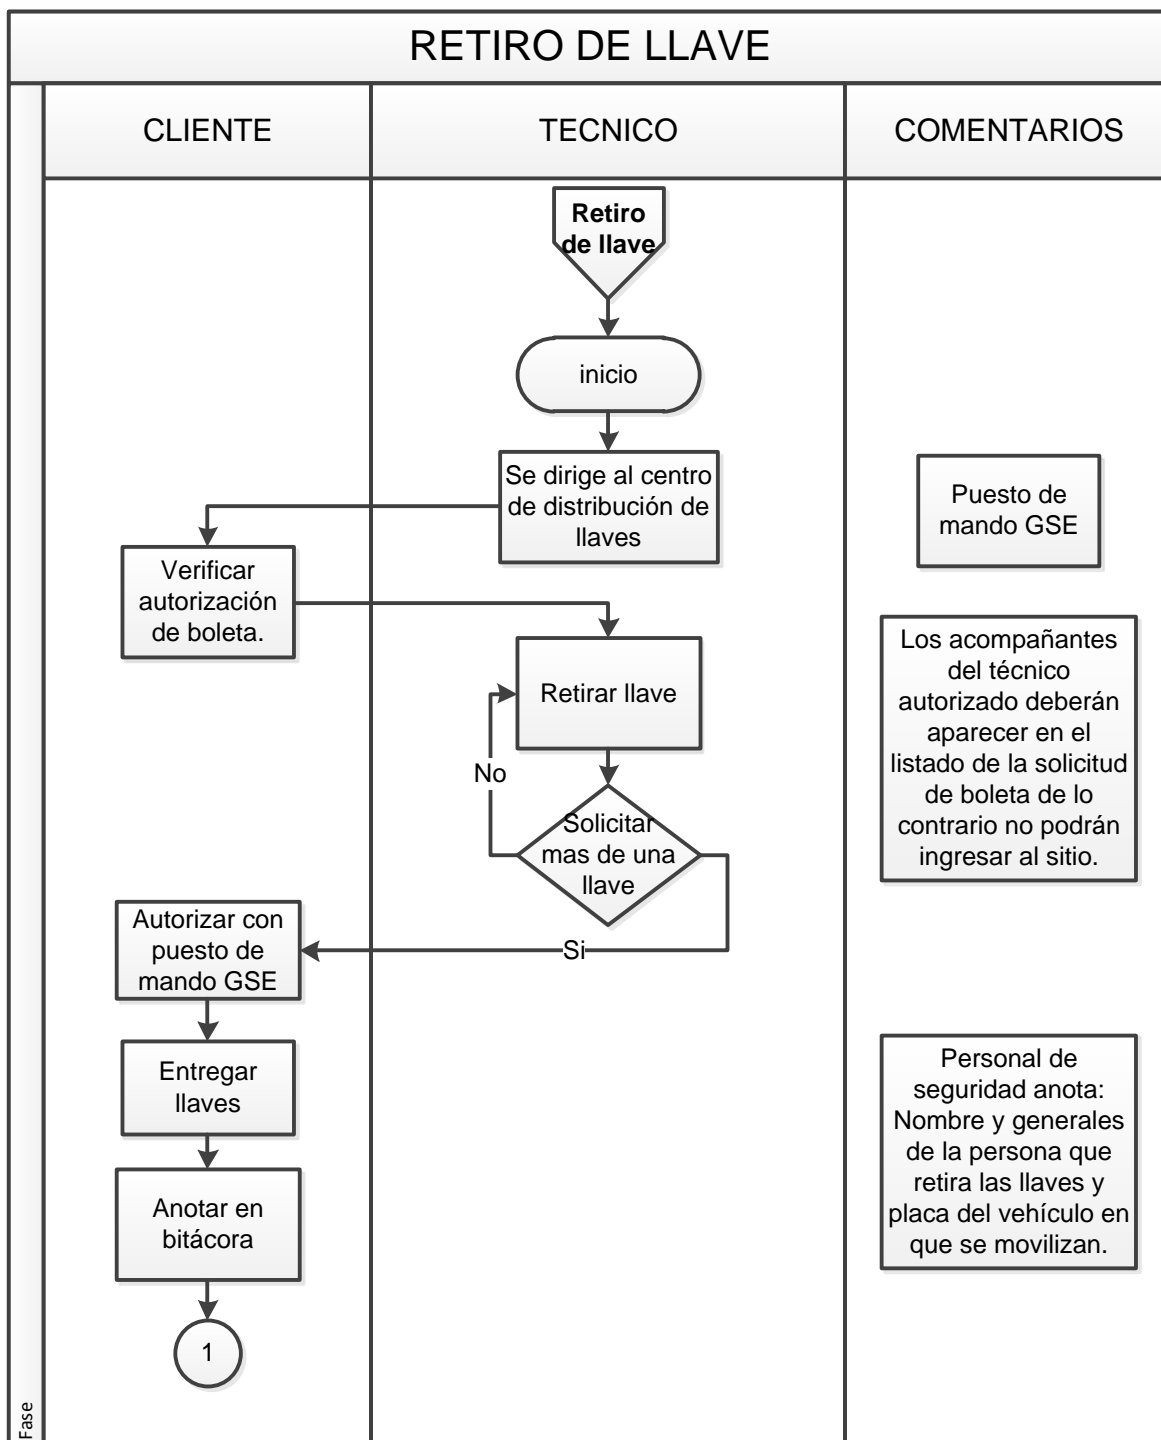 RETIRO DE LLAVE
CLIENTE
TECNICO
COMENTARIOS
Retiro
de llave
inicio
Se dirige al centro
de distribución de
llaves
Puesto de
mando GSE
Verificar
autorización
de boleta.
Los acompañantes
del técnico
autorizado deberán
aparecer en el
listado de la solicitud
de boleta de lo
contrario no podrán
ingresar al sitio.
Retirar llave
No
Solicitar
mas de una
llave
Si
Autorizar con
puesto de
mando GSE
Entregar
llaves
Personal de
seguridad anota:
Nombre y generales
de la persona que
retira las llaves y
placa del vehículo en
que se movilizan.
Anotar en
bitácora
1
Fase